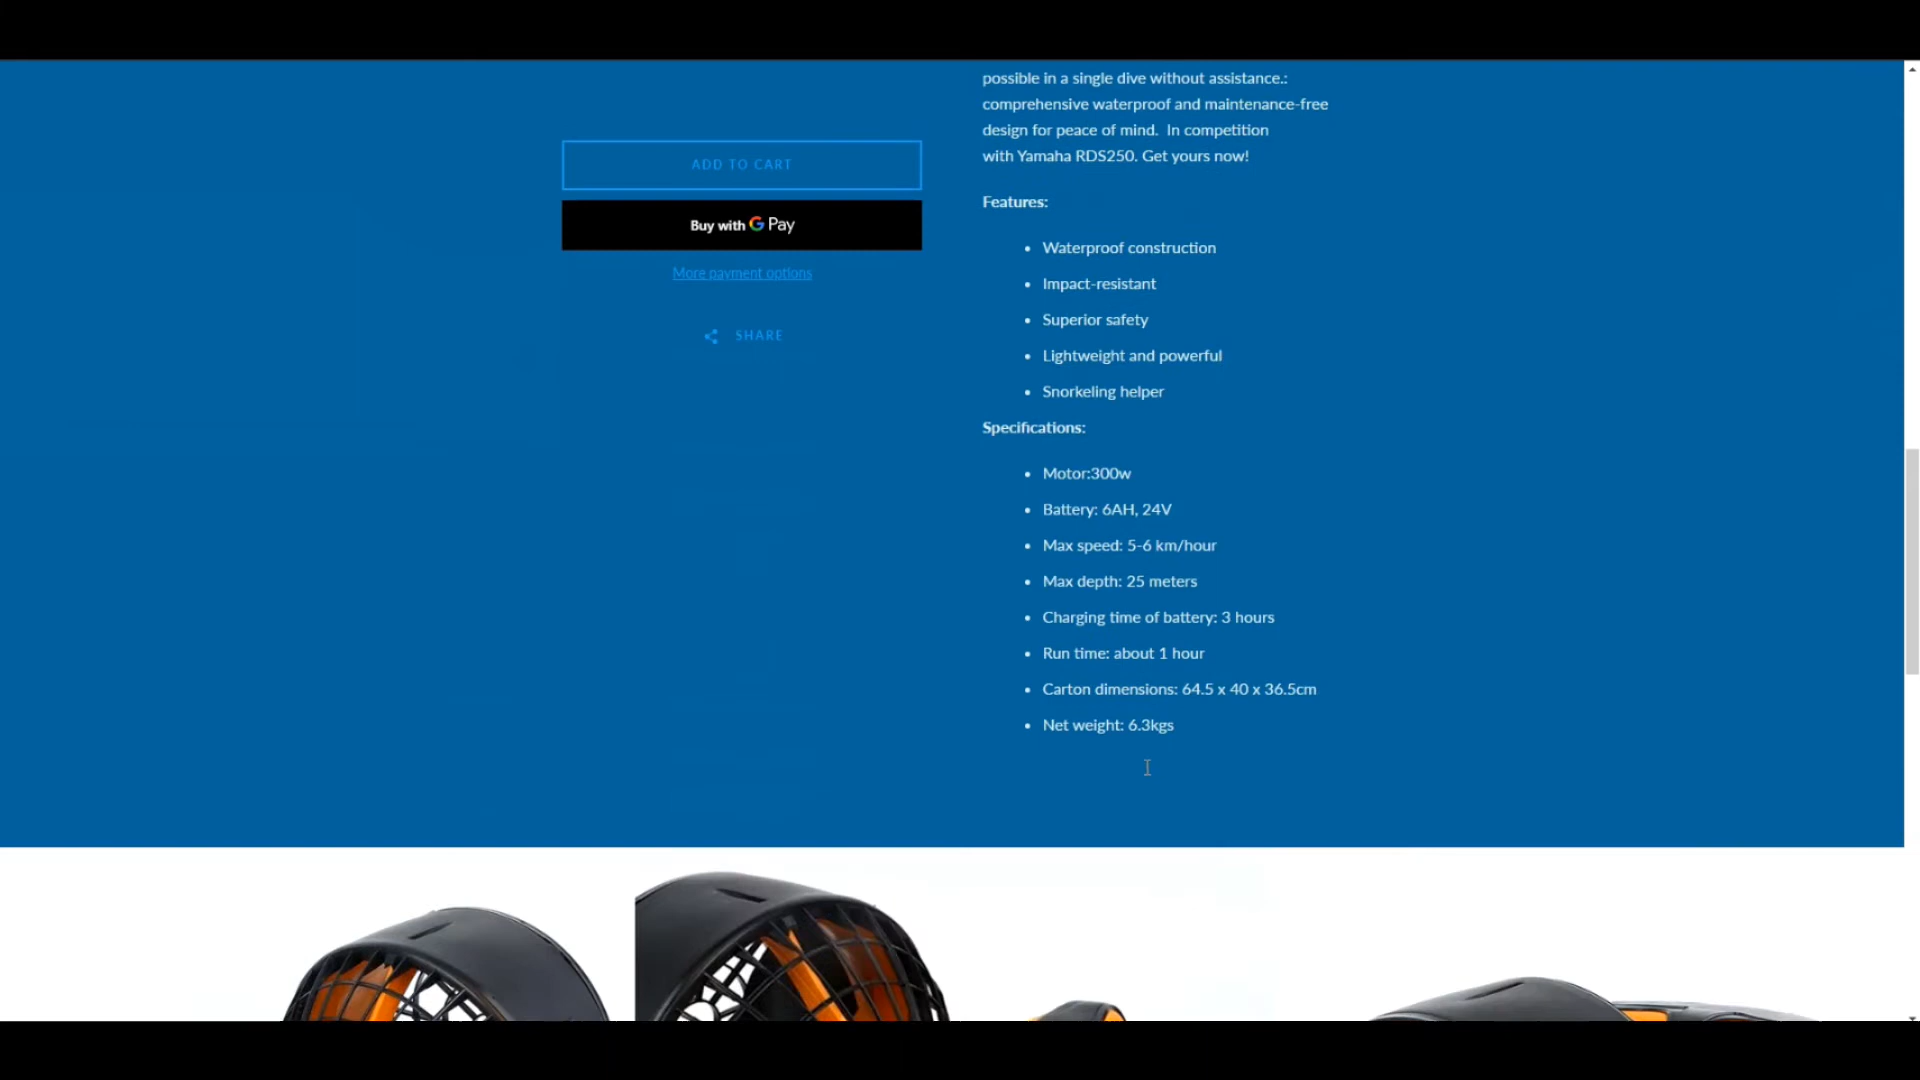 possible in a single dive without assistance.:
comprehensive waterproof and maintenance-free
design for peace of mind.  In competition
with Yamaha RDS250. Get yours now!
ADD TO CART
Buy with G Pay
More payment options
SHARE
Features:
• Waterproof construction
• Impact-resistant
• Superior safety
• Lightweight and powerful
• Snorkeling helper
Specifications:
• Motor:300w
• Battery: 6AH, 24V
• Max speed: 5-6 km/hour
• Max depth: 25 meters
• Charging time of battery: 3 hours
• Run time: about 1 hour
• Carton dimensions: 64.5 x 40 x 36.5cm
• Net weight: 6.3kgs